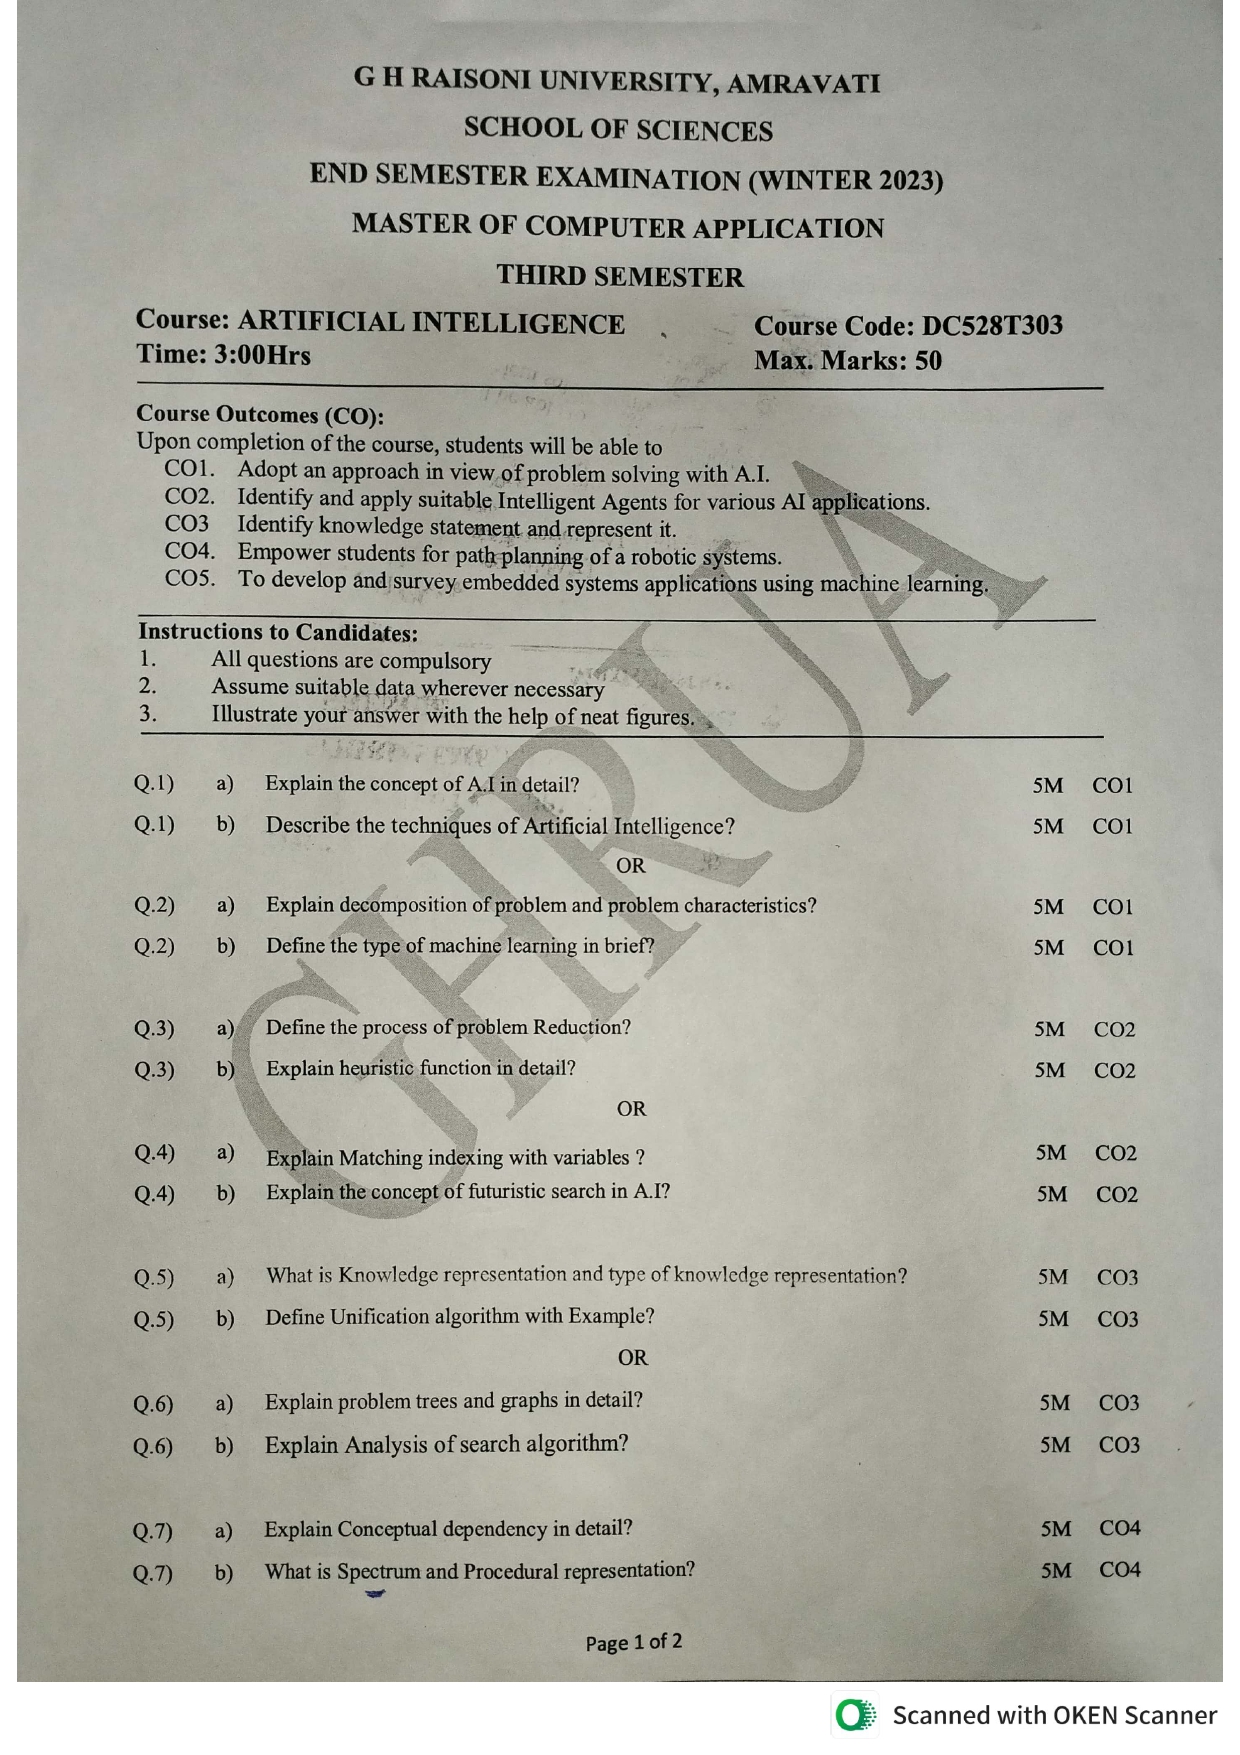 G H RAISONI UNIVERSITY, AMRAVATI
SCHOOL OF SCIENCES
END SEMESTER EXAMINATION (WINTER 2023)
MASTER OF COMPUTER APPLICATION
THIRD SEMESTER
Course: ARTIFICIAL INTELLIGENCE Course Code: DC528T303
Time: 3:00Hrs Max. Marks: 50
Course Outcomes (CO):
Upon completion of the course, students will be able to
CO1. Adopt an approach in view of problem solving with A.I.
CO2. Identify and apply suitable Intelligent Agents for various AI applications.
CO3 Identify knowledge statement and represent it.
CO4. Empower students for path planning of a robotic systems.
CO5. To develop and survey embedded systems applications using machine learning.
Instructions to Candidates:
1. All questions are compulsory
2. Assume suitable data wherever necessary
3. Illustrate your answer with the help of neat figures.
GHRUA
Q.1) a) Explain the concept of A.I in detail? 5M CO1
Q.1) b) Describe the techniques of Artificial Intelligence? 5M CO1
OR
Q.2) a) Explain decomposition of problem and problem characteristics? 5M CO1
Q.2) b) Define the type of machine learning in brief? 5M CO1
Q.3) a) Define the process of problem Reduction? 5M CO2
Q.3) b) Explain heuristic function in detail? 5M CO2
OR
Q.4) a) Explain Matching indexing with variables ? 5M CO2
Q.4) b) Explain the concept of futuristic search in A.I? 5M CO2
Q.5) a) What is Knowledge representation and type of knowledge representation? 5M CO3
Q.5) b) Define Unification algorithm with Example? 5M CO3
OR
Q.6) a) Explain problem trees and graphs in detail? 5M CO3
Q.6) b) Explain Analysis of search algorithm? 5M CO3
Q.7) a) Explain Conceptual dependency in detail? 5M CO4
Q.7) b) What is Spectrum and Procedural representation? 5M CO4
Page 1 of 2
Scanned with OKEN Scanner